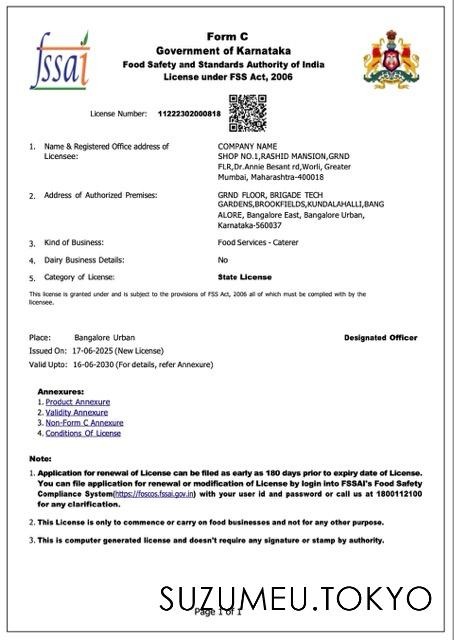 fssai
Form C
Government of Karnataka
Food Safety and Standards Authority of India
License under FSS Act, 2006
License Number: 11222302000818
1. Name & Registered Office address of Licensee:
COMPANY NAME
SHOP NO.1,RASHID MANSION,GRND
FLR,Dr.Annie Besant rd,Worli, Greater
Mumbai, Maharashtra-400018
2. Address of Authorized Premises:
GRND FLOOR, BRIGADE TECH
GARDENS,BROOKFIELDS,KUNDALAHALLI,BANG
ALORE, Bangalore East, Bangalore Urban,
Karnataka-560037
3. Kind of Business: Food Services - Caterer
4. Dairy Business Details: No
5. Category of License: State License
This license is granted under and is subject to the provisions of FSS Act, 2006 all of which must be complied with by the
licensee.
Place: Bangalore Urban Designated Officer
Issued On: 17-06-2025 (New License)
Valid Upto: 16-06-2030 (For details, refer Annexure)
Annexures:
1. Product Annexure
2. Validity Annexure
3. Non-Form C Annexure
4. Conditions Of License
Note:
1. Application for renewal of License can be filed as early as 180 days prior to expiry date of License.
You can file application for renewal or modification of License by login into FSSAI's Food Safety
Compliance System(https://foscos.fssai.gov.in) with your user id and password or call us at 1800112100
for any clarification.
2. This License is only to commence or carry on food businesses and not for any other purpose.
3. This is computer generated license and doesn't require any signature or stamp by authority.
Page 1 of 1
SUZUMEU.TOKYO